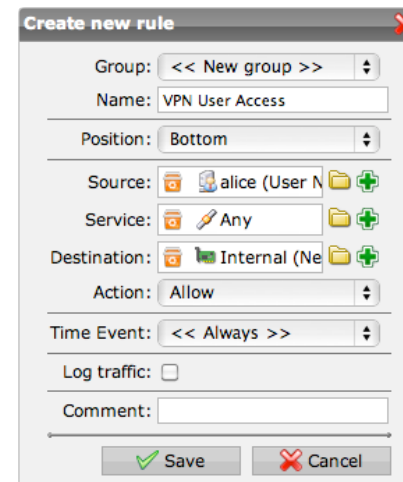 Create new rule
Group: << New group >>
Name: VPN User Access
Position: Bottom
Source: alice (User N
Service: Any
Destination: Internal (Ne
Action: Allow
Time Event: << Always >>
Log traffic:
Comment:
Save Cancel